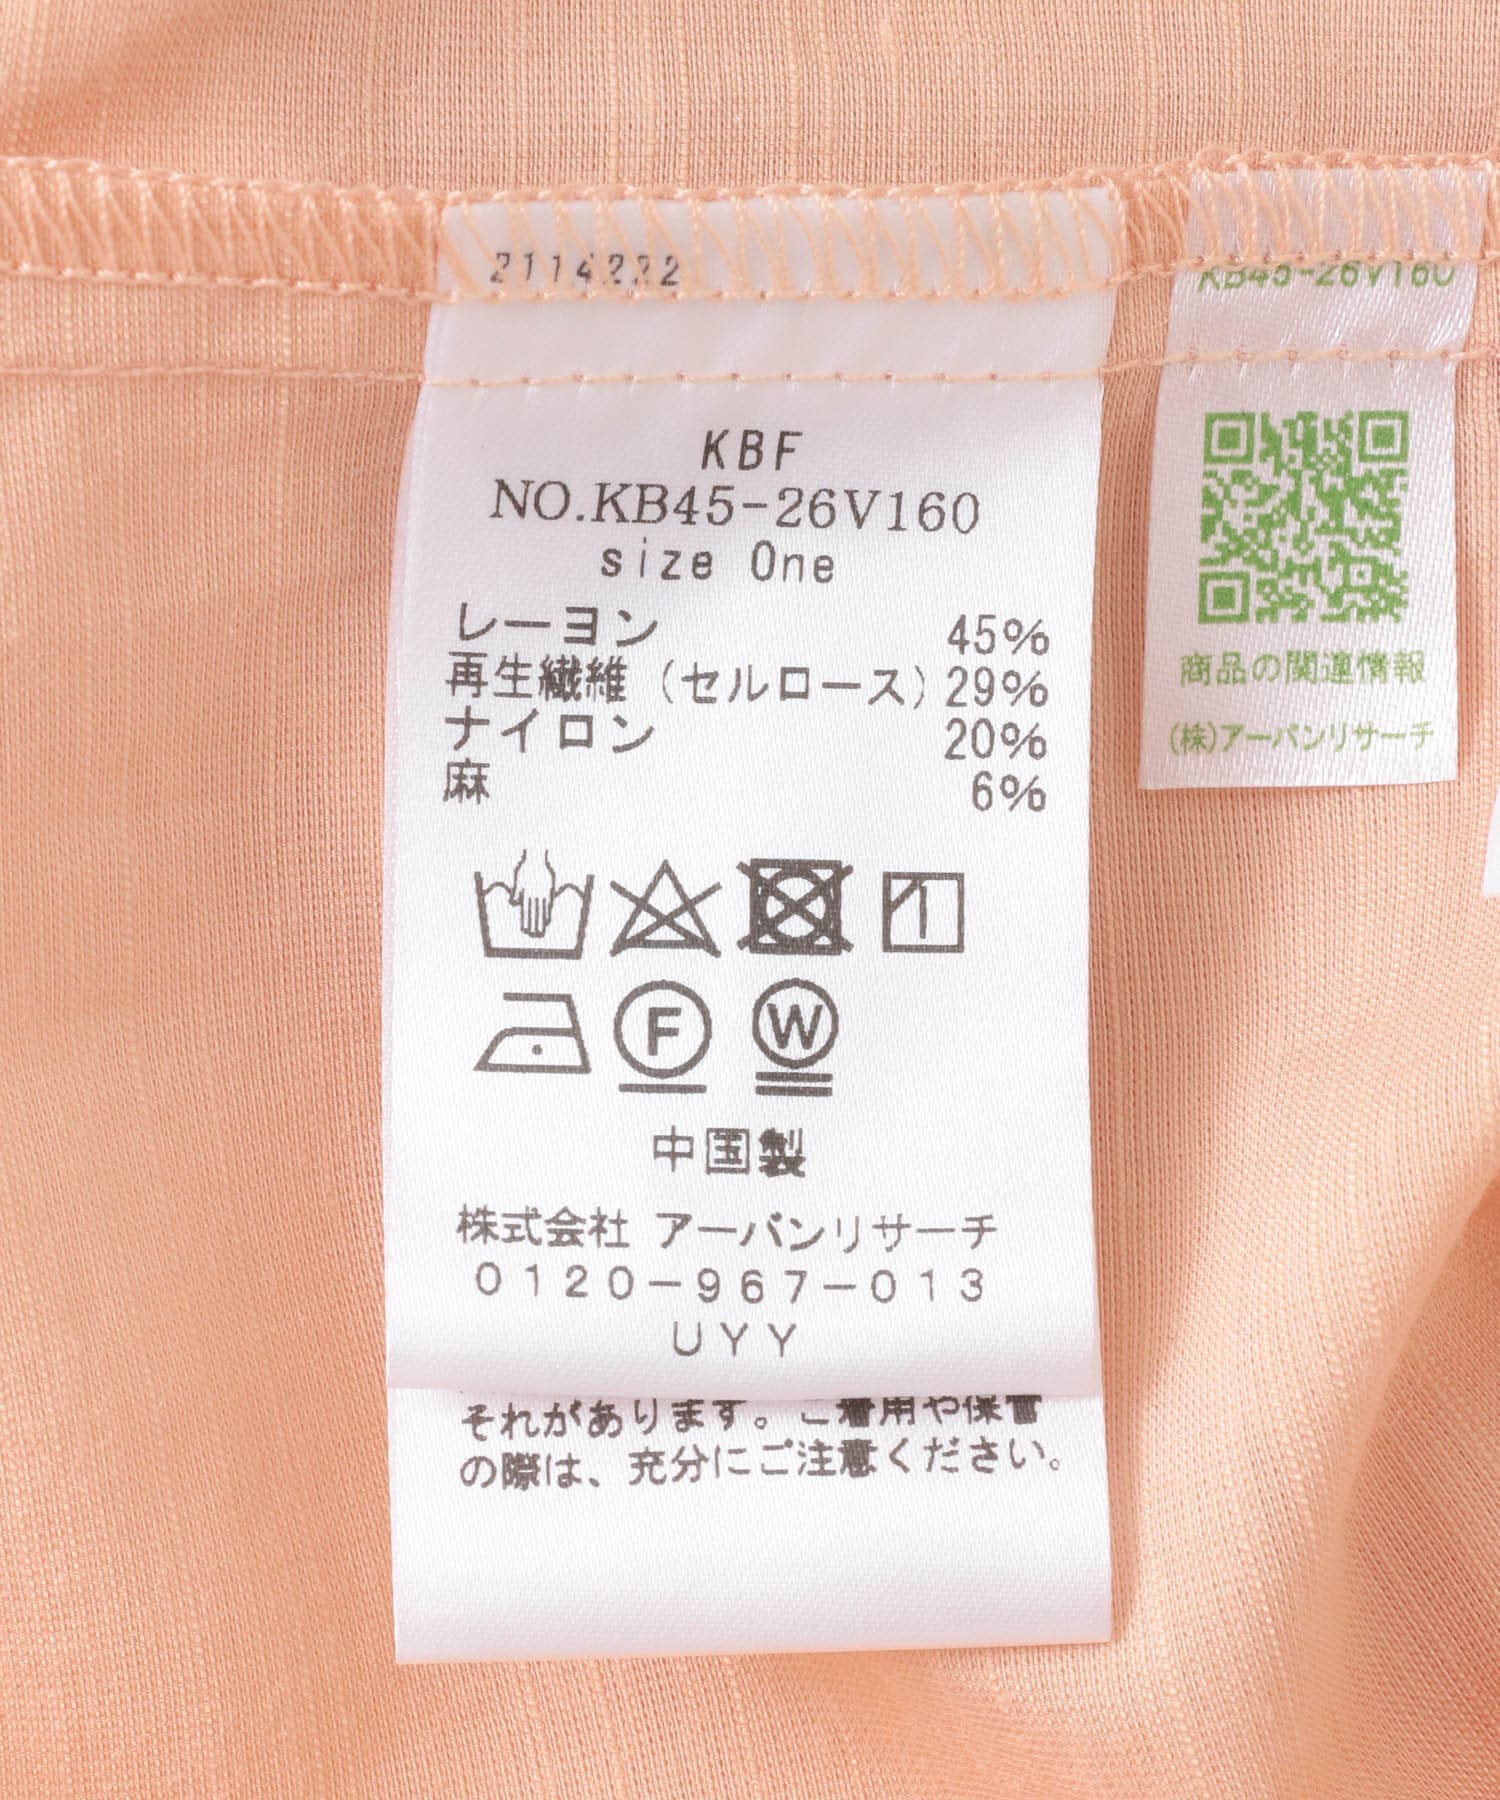 2114222
KBF
NO.KB45-26V160
size One
レーヨン 45%
再生繊維（セルロース）29%
ナイロン 20%
麻 6%
F W
中国製
株式会社 アーバンリサーチ
0120-967-013
UYY
それがあります。ご着用や保管
の際は、充分にご注意ください。
KB45-26V160
商品の関連情報
(株)アーバンリサーチ